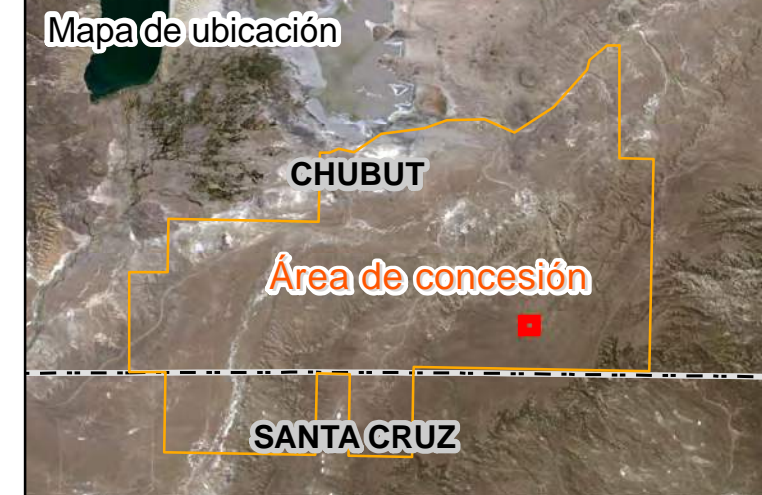 Mapa de ubicación
CHUBUT
Área de concesión
SANTA CRUZ